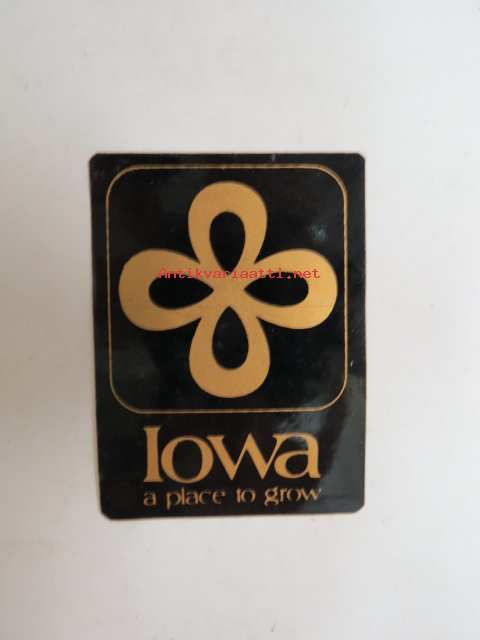 Antikvariaatti.net
Iowa
a place to grow